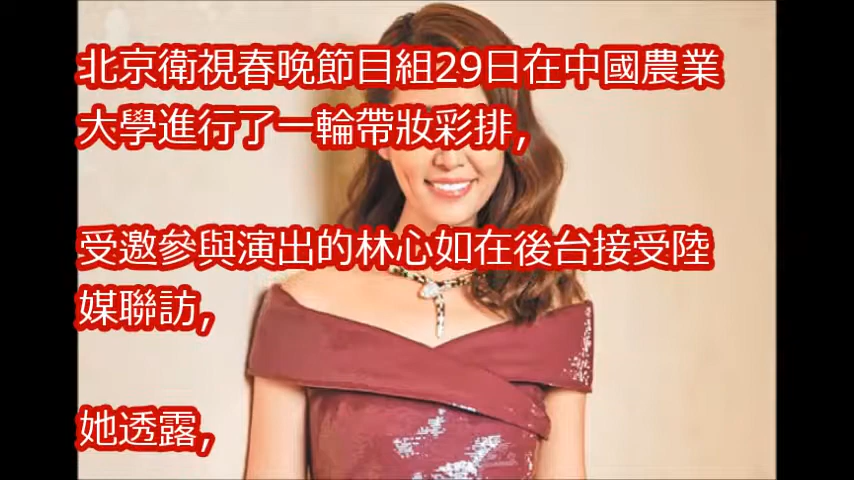 北京衛視春晚節目組29日在中國農業
大學進行了一輪帶妝彩排，
受邀參與演出的林心如在後台接受陸
媒聯訪，
她透露，